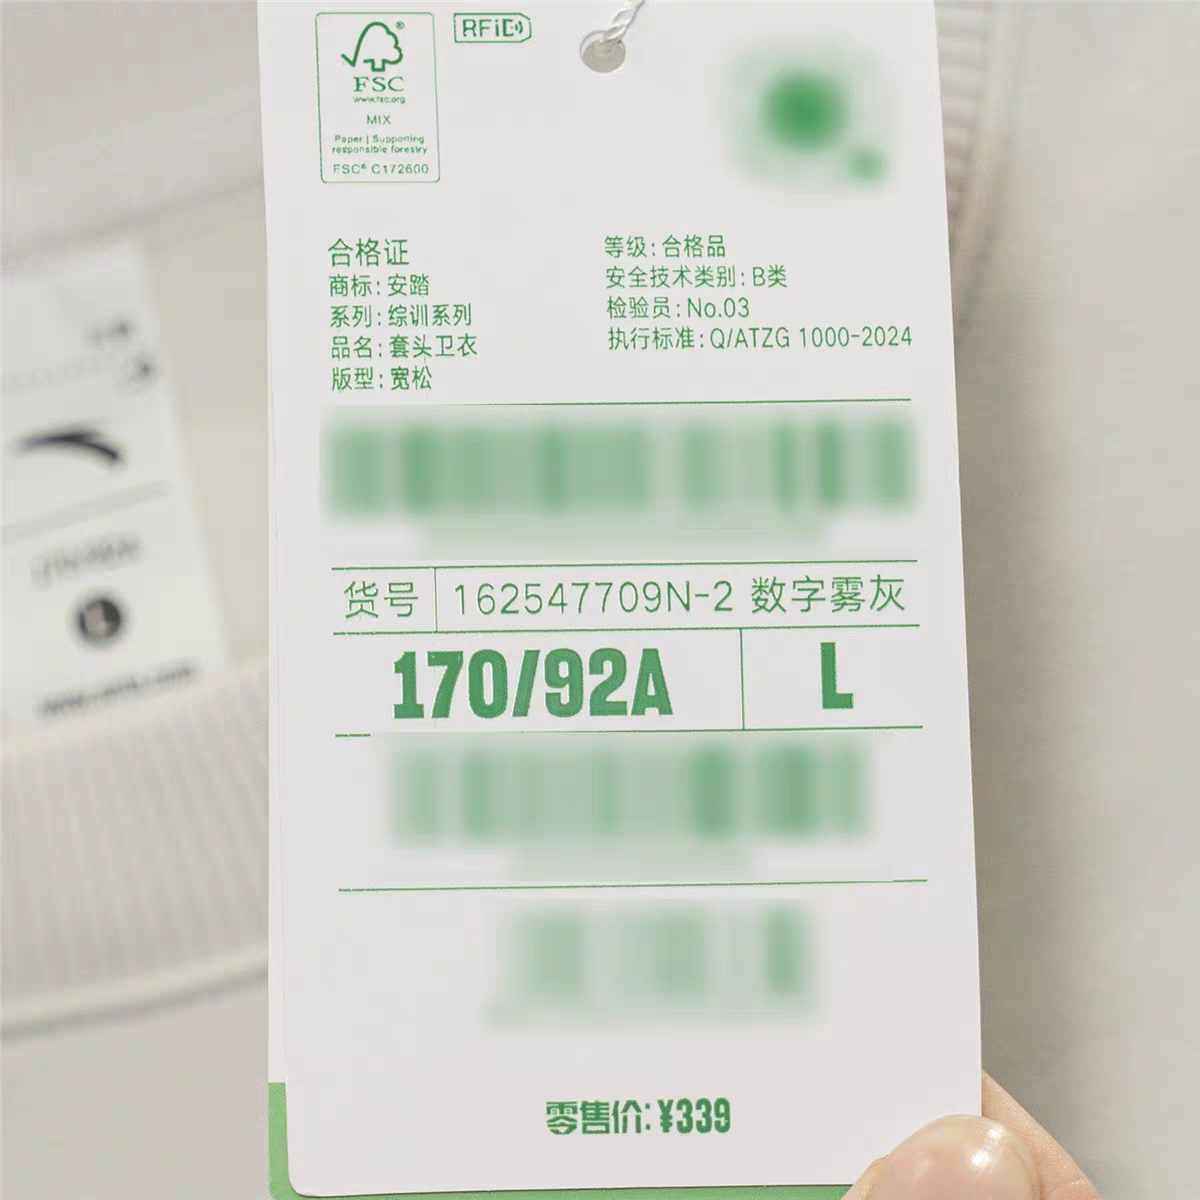 FSC®
www.fsc.org
MIX
Paper | Supporting
responsible forestry
FSC® C172600
RFiD
合格证
商标: 安踏
系列: 综训系列
品名: 套头卫衣
版型: 宽松
等级: 合格品
安全技术类别: B类
检验员: No.03
执行标准: Q/ATZG 1000-2024
货号 162547709N-2 数字雾灰
170/92A L
零售价: ¥339